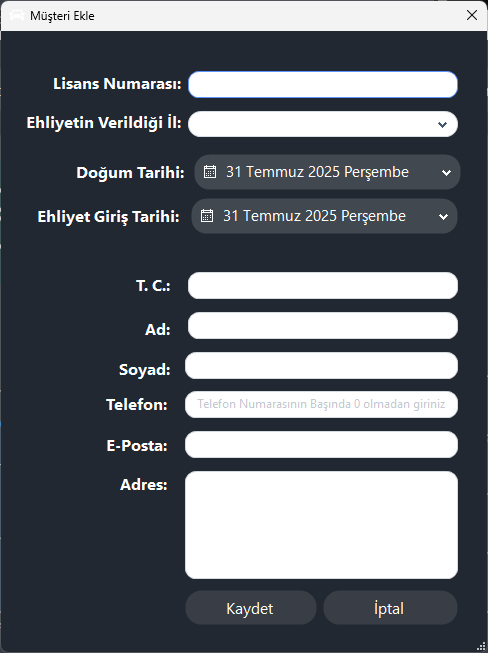 Müşteri Ekle
Lisans Numarası:
Ehliyetin Verildiği İl:
Doğum Tarihi: 31 Temmuz 2025 Perşembe
Ehliyet Giriş Tarihi: 31 Temmuz 2025 Perşembe
T. C.:
Ad:
Soyad:
Telefon: Telefon Numarasının Başında 0 olmadan giriniz
E-Posta:
Adres:
Kaydet İptal